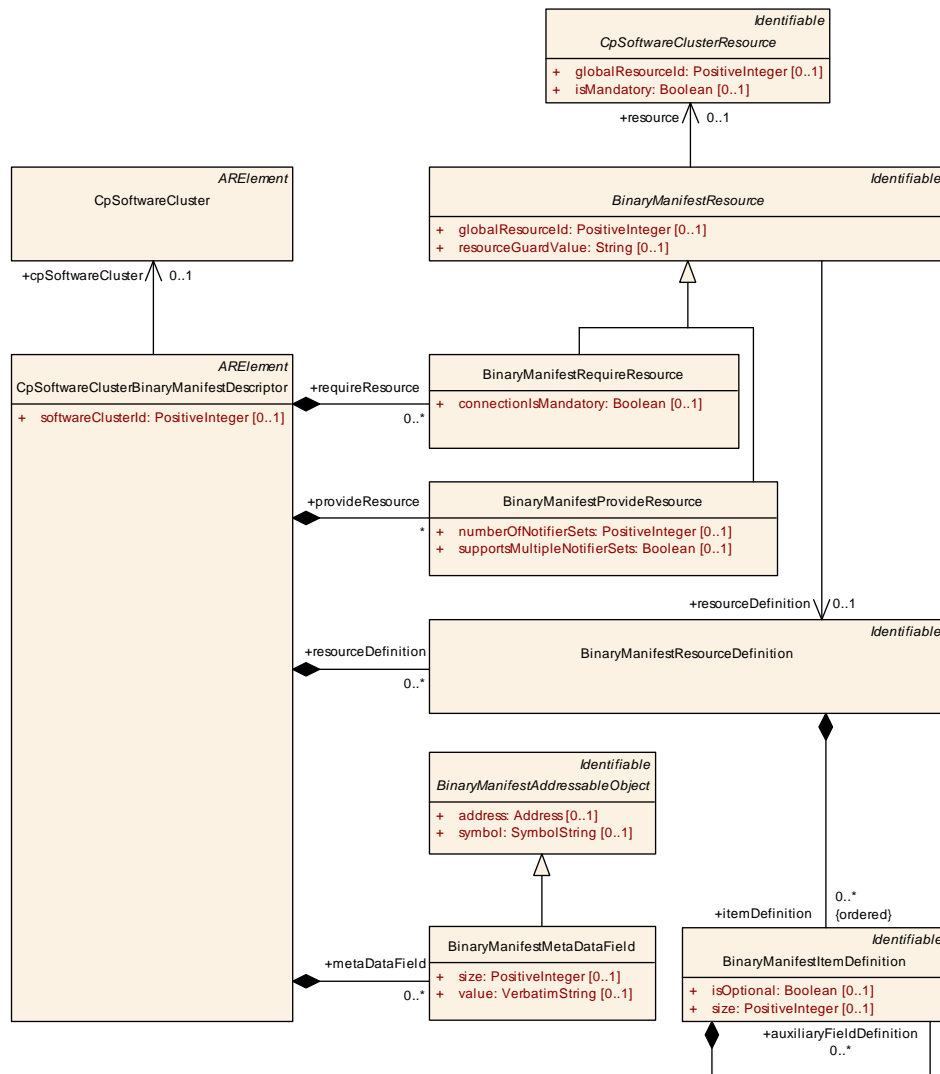 Identifiable
CpSoftwareClusterResource
+ globalResourceId: PositiveInteger [0..1]
+ isMandatory: Boolean [0..1]
+resource 0..1
ARElement
CpSoftwareCluster
Identifiable
BinaryManifestResource
+ globalResourceId: PositiveInteger [0..1]
+ resourceGuardValue: String [0..1]
+cpSoftwareCluster 0..1
ARElement
CpSoftwareClusterBinaryManifestDescriptor
+ softwareClusterId: PositiveInteger [0..1]
+requireResource
0..*
BinaryManifestRequireResource
+ connectionIsMandatory: Boolean [0..1]
+provideResource
*
BinaryManifestProvideResource
+ numberOfNotifierSets: PositiveInteger [0..1]
+ supportsMultipleNotifierSets: Boolean [0..1]
+resourceDefinition 0..1
+resourceDefinition
0..*
Identifiable
BinaryManifestResourceDefinition
Identifiable
BinaryManifestAddressableObject
+ address: Address [0..1]
+ symbol: SymbolString [0..1]
0..*
+itemDefinition {ordered}
+metaDataField
0..*
BinaryManifestMetaDataField
+ size: PositiveInteger [0..1]
+ value: VerbatimString [0..1]
Identifiable
BinaryManifestItemDefinition
+ isOptional: Boolean [0..1]
+ size: PositiveInteger [0..1]
+auxiliaryFieldDefinition
0..*